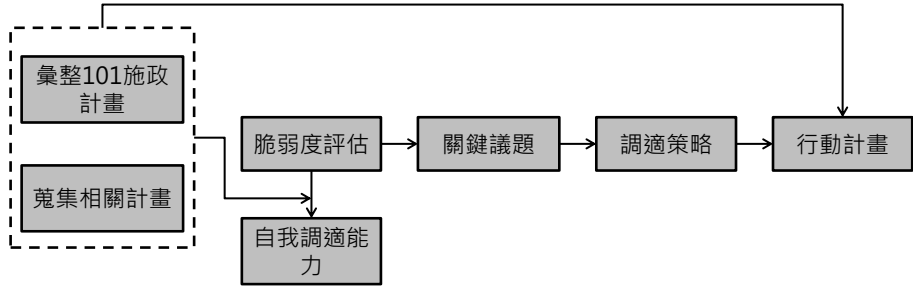 彙整101施政
計畫
蒐集相關計畫
脆弱度評估
關鍵議題
調適策略
行動計畫
自我調適能
力